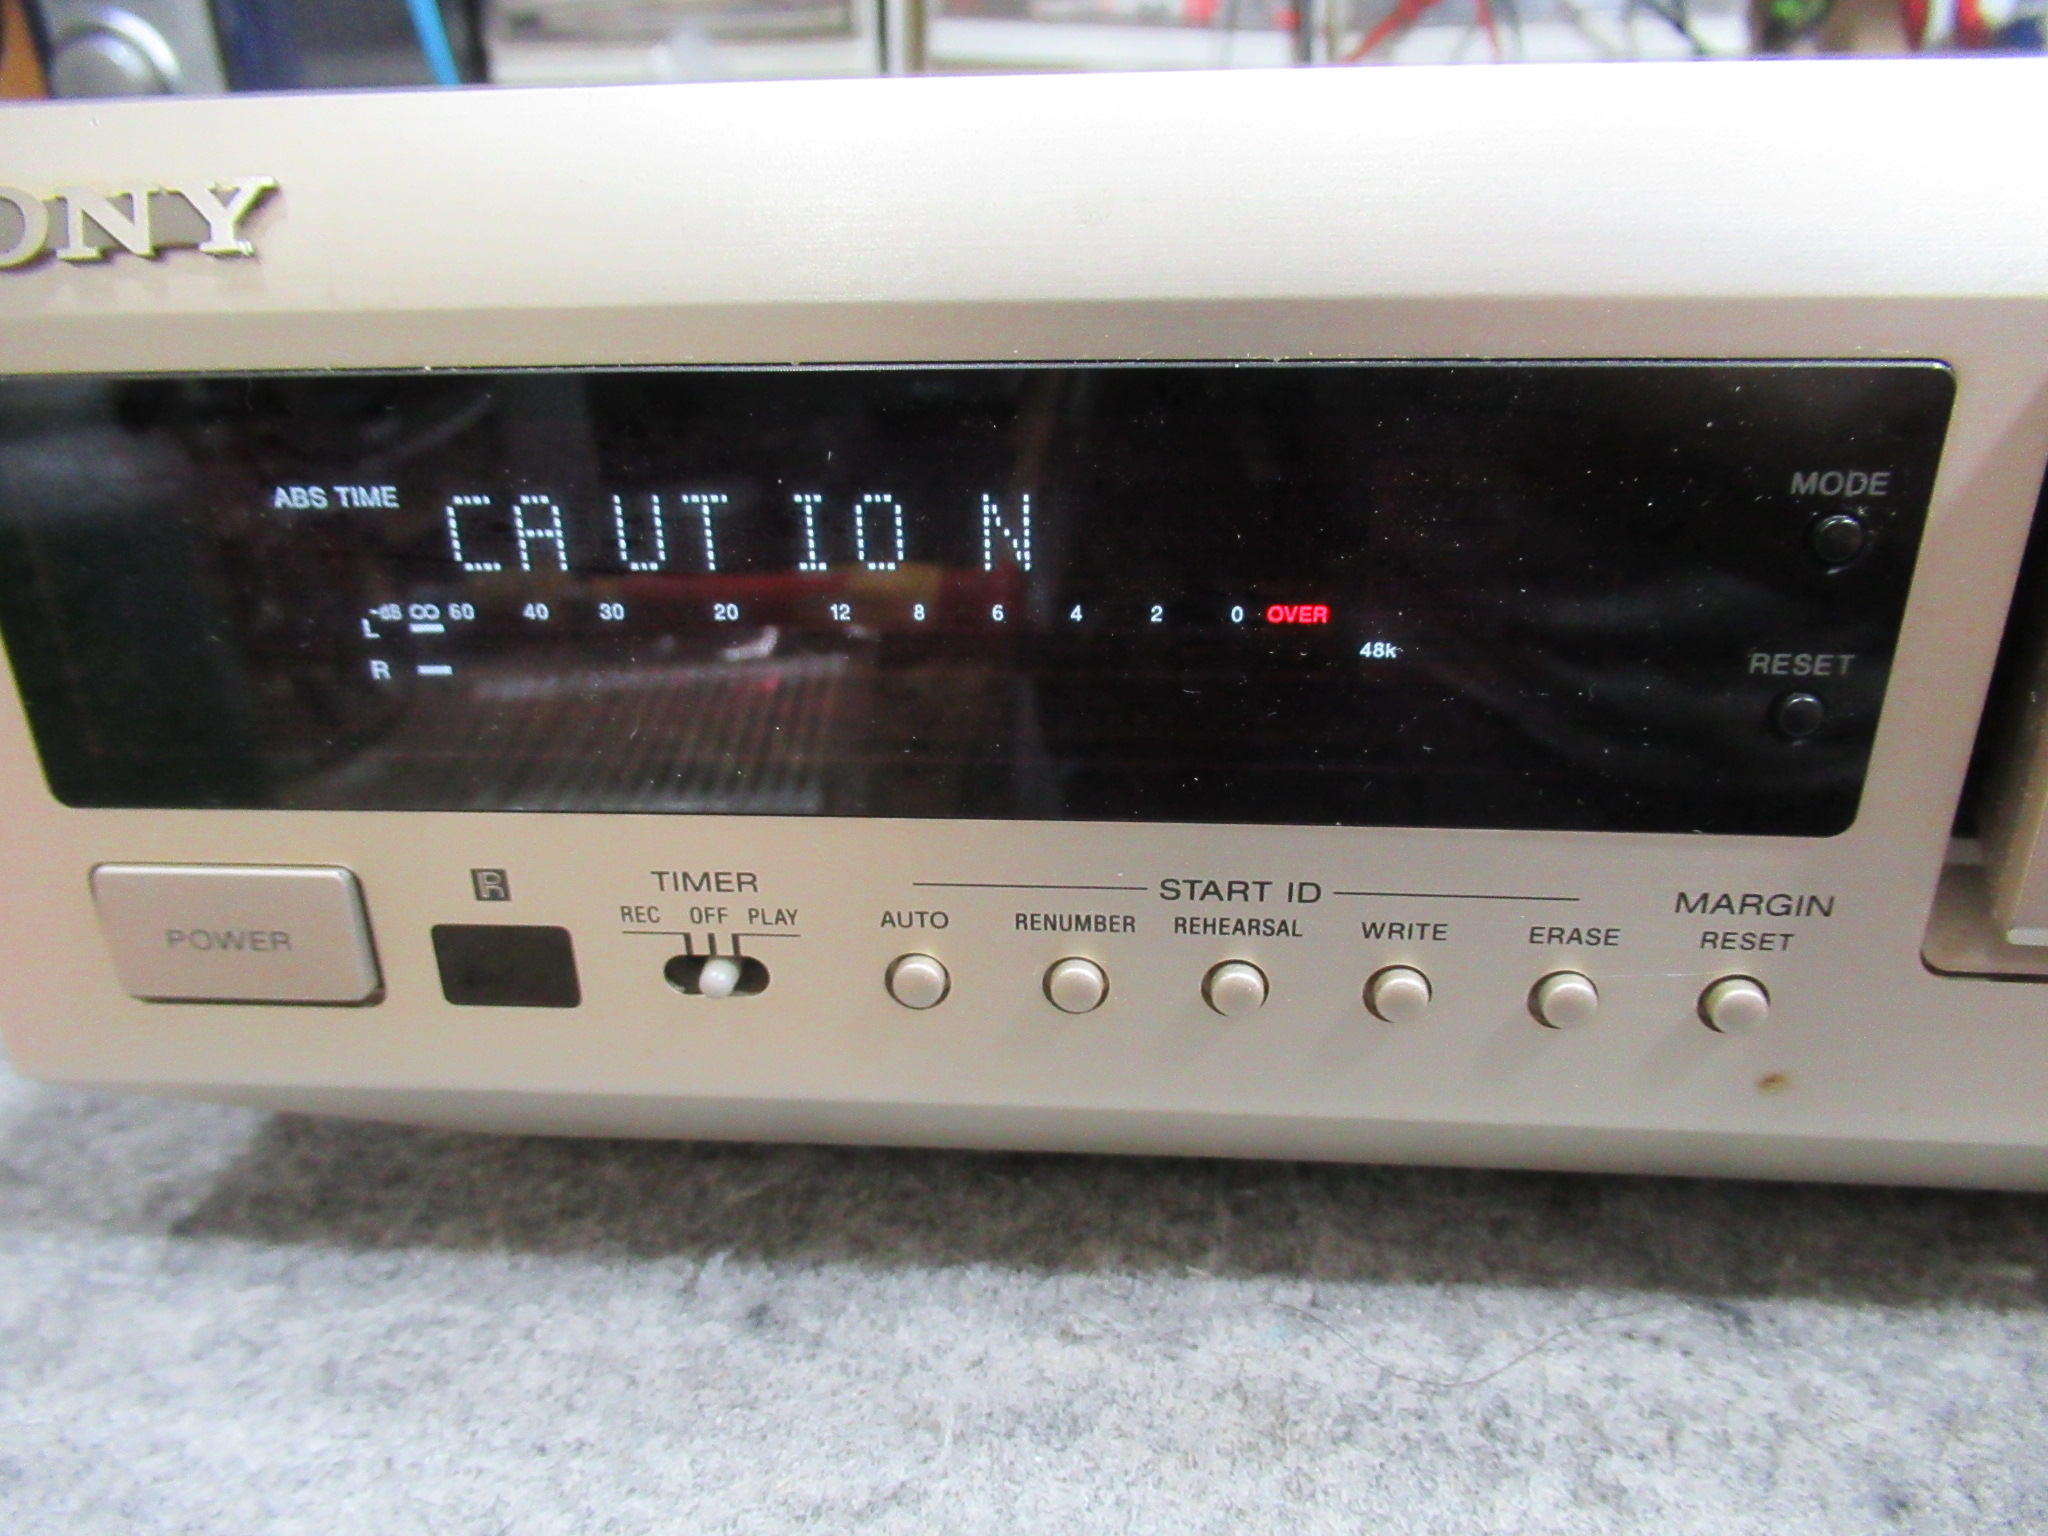 SONY
ABS TIME CAUTION
MODE
-dB ∞ 60 40 30 20 12 8 6 4 2 0 OVER
L
48k
R
RESET
POWER
R
TIMER
REC OFF PLAY
START ID
AUTO RENUMBER REHEARSAL WRITE ERASE
MARGIN
RESET